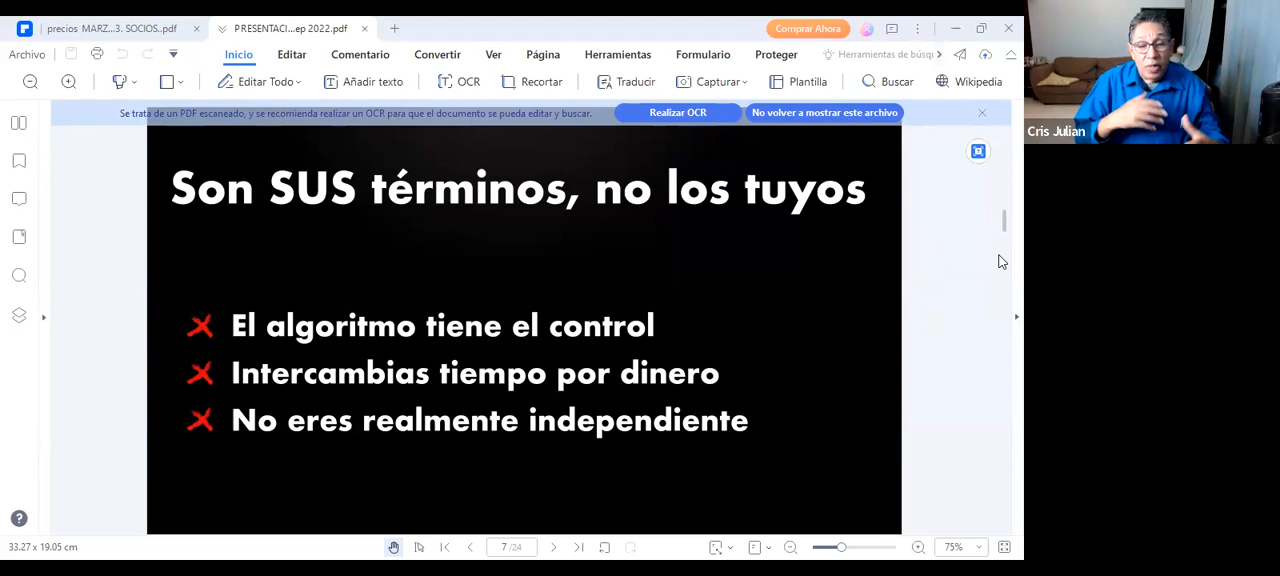 precios MARZ...3. SOCIOS..pdf
PRESENTACI...ep 2022.pdf
Comprar Ahora
Archivo
Inicio
Editar
Comentario
Convertir
Ver
Página
Herramientas
Formulario
Proteger
Herramientas de búsq
Editar Todo
Añadir texto
OCR
Recortar
Traducir
Capturar
Plantilla
Buscar
Wikipedia
Se trata de un PDF escaneado, y se recomienda realizar un OCR para que el documento se pueda editar y buscar.
Realizar OCR
No volver a mostrar este archivo
Cris Julian
Son SUS términos, no los tuyos
El algoritmo tiene el control
Intercambias tiempo por dinero
No eres realmente independiente
33.27 x 19.05 cm
7 /24
75%